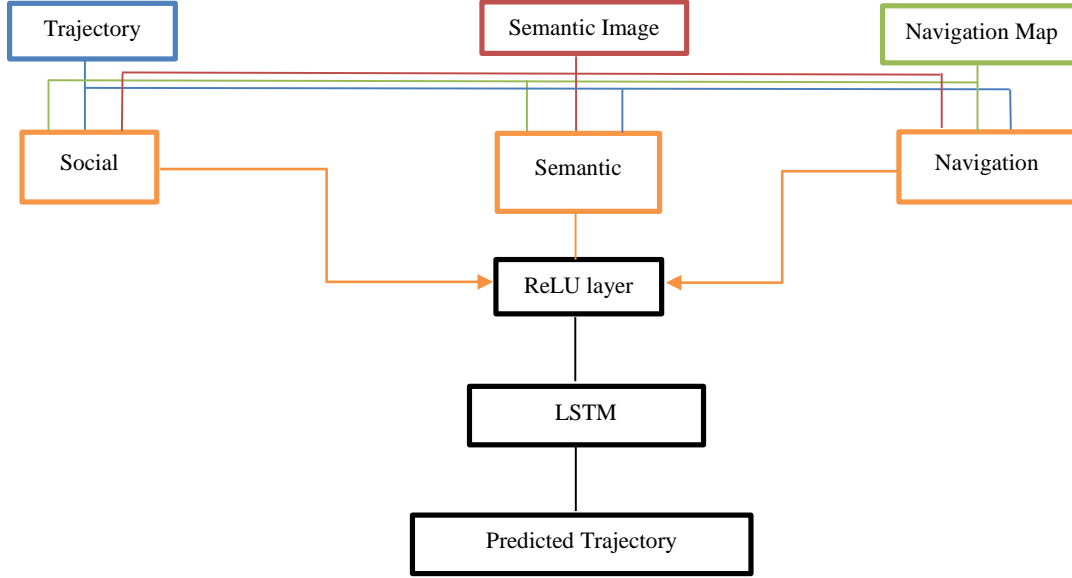 Trajectory
Semantic Image
Navigation Map
Social
Semantic
Navigation
ReLU layer
LSTM
Predicted Trajectory